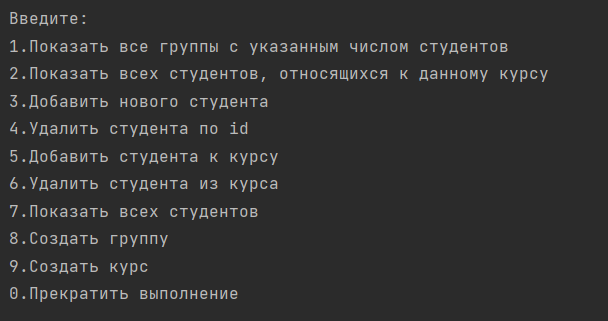 Введите:
1.Показать все группы с указанным числом студентов
2.Показать всех студентов, относящихся к данному курсу
3.Добавить нового студента
4.Удалить студента по id
5.Добавить студента к курсу
6.Удалить студента из курса
7.Показать всех студентов
8.Создать группу
9.Создать курс
0.Прекратить выполнение